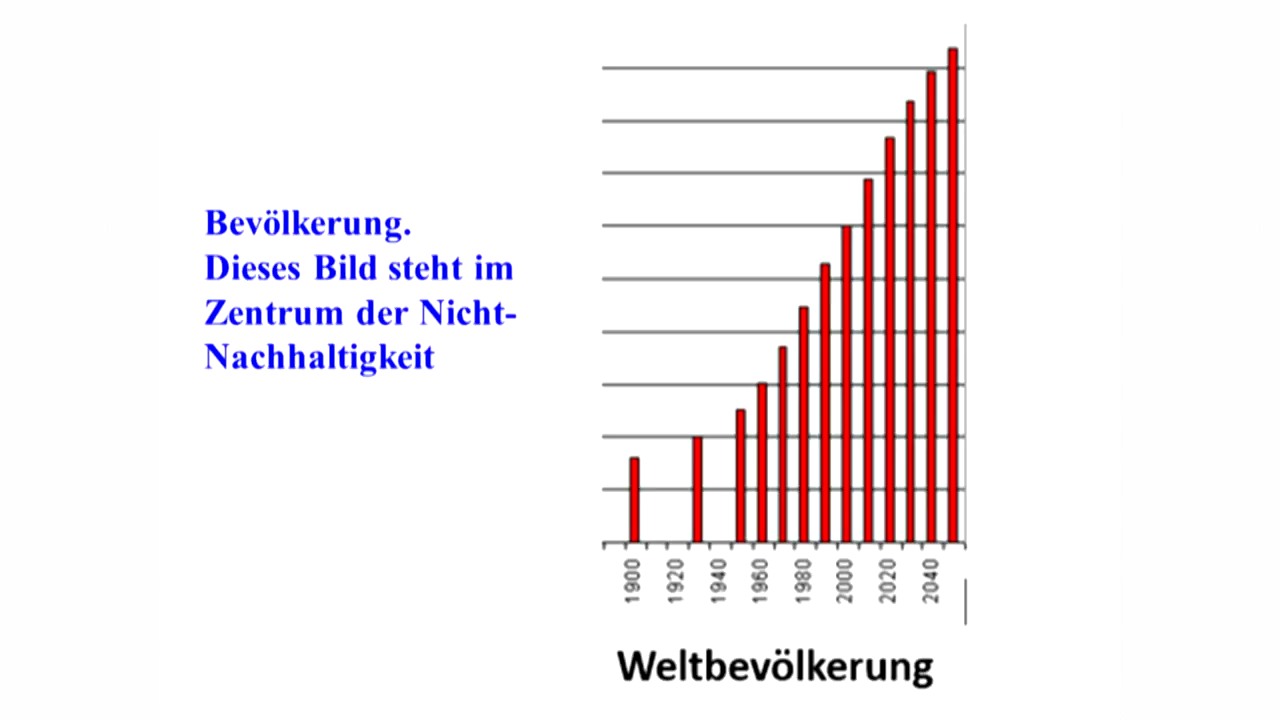 Bevölkerung.
Dieses Bild steht im
Zentrum der Nicht-
Nachhaltigkeit
1900
1920
1940
1960
1980
2000
2020
2040
Weltbevölkerung